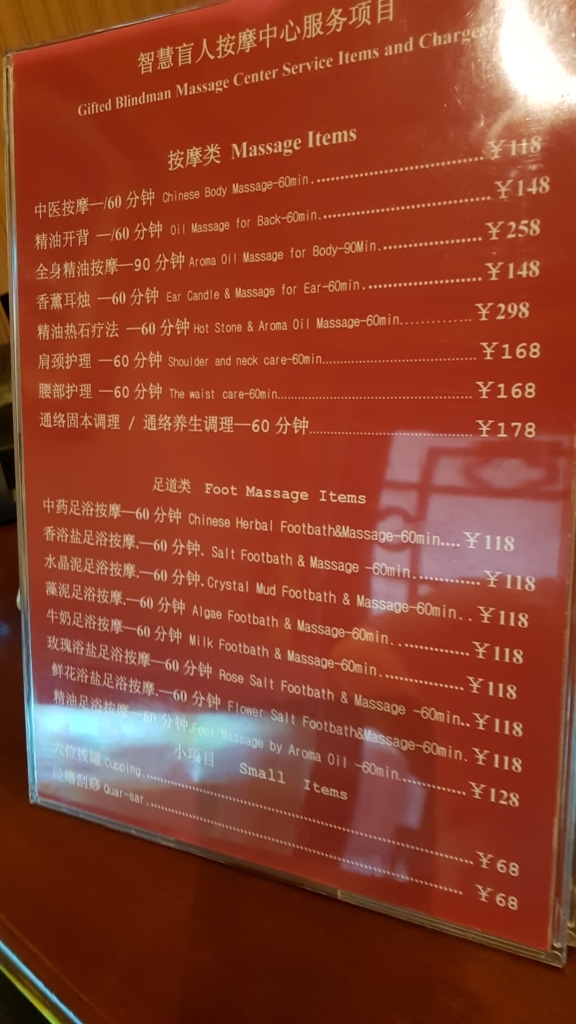 智慧盲人按摩中心服务项目
Gifted Blindman Massage Center Service Items and Charge
按摩类 Massage Items
中医按摩—/60 分钟 Chinese Body Massage-60min. ¥118
精油开背 —/60 分钟 Oil Massage for Back-60min. ¥148
全身精油按摩—90 分钟 Aroma Oil Massage for Body-90Min. ¥258
香薰耳烛 —60 分钟 Ear Candle & Massage for Ear-60min. ¥148
精油热石疗法 —60 分钟 Hot Stone & Aroma Oil Massage-60min ¥298
肩颈护理 —60 分钟 Shoulder and neck care-60min ¥168
腰部护理 —60 分钟 The waist care-60min ¥168
通络固本调理 / 通络养生调理—60 分钟 ¥178
足道类 Foot Massage Items
中药足浴按摩—60 分钟 Chinese Herbal Footbath&Massage-60min.... ¥118
香浴盐足浴按摩.—60 分钟. Salt Footbath & Massage -60min. ¥118
水晶泥足浴按摩.—60 分钟. Crystal Mud Footbath & Massage-60min.. ¥118
藻泥足浴按摩.—60 分钟 Algae Footbath & Massage-60min. ¥118
牛奶足浴按摩.—60 分钟 Milk Footbath & Massage-60min. ¥118
玫瑰浴盐足浴按摩.—60 分钟 Rose Salt Footbath & Massage -60min.. ¥118
鲜花浴盐足浴按摩.—60 分钟 Flower Salt Footbath&Massage-60min. ¥118
精油足浴按摩—60 分钟.Foot Massage by Aroma Oil -60min. ¥128
小项目 Small Items
穴位拔罐 Cupping. ¥68
经络刮痧 Quar-sar. ¥68